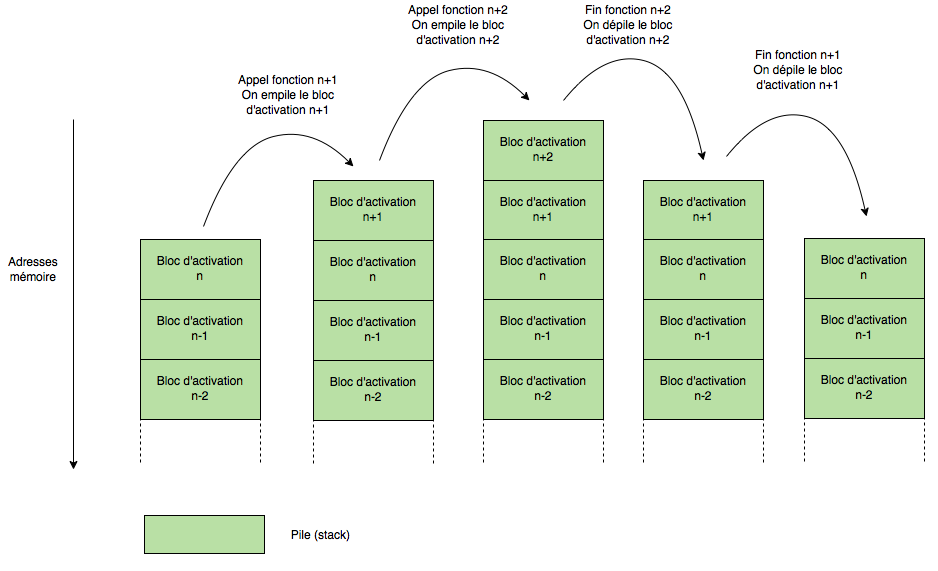 Appel fonction n+1
On empile le bloc
d'activation n+1
Appel fonction n+2
On empile le bloc
d'activation n+2
Fin fonction n+2
On dépile le bloc
d'activation n+2
Fin fonction n+1
On dépile le bloc
d'activation n+1
Adresses
mémoire
Bloc d'activation
n
Bloc d'activation
n-1
Bloc d'activation
n-2
Bloc d'activation
n+1
Bloc d'activation
n
Bloc d'activation
n-1
Bloc d'activation
n-2
Bloc d'activation
n+2
Bloc d'activation
n+1
Bloc d'activation
n
Bloc d'activation
n-1
Bloc d'activation
n-2
Bloc d'activation
n+1
Bloc d'activation
n
Bloc d'activation
n-1
Bloc d'activation
n-2
Bloc d'activation
n
Bloc d'activation
n-1
Bloc d'activation
n-2
Pile (stack)